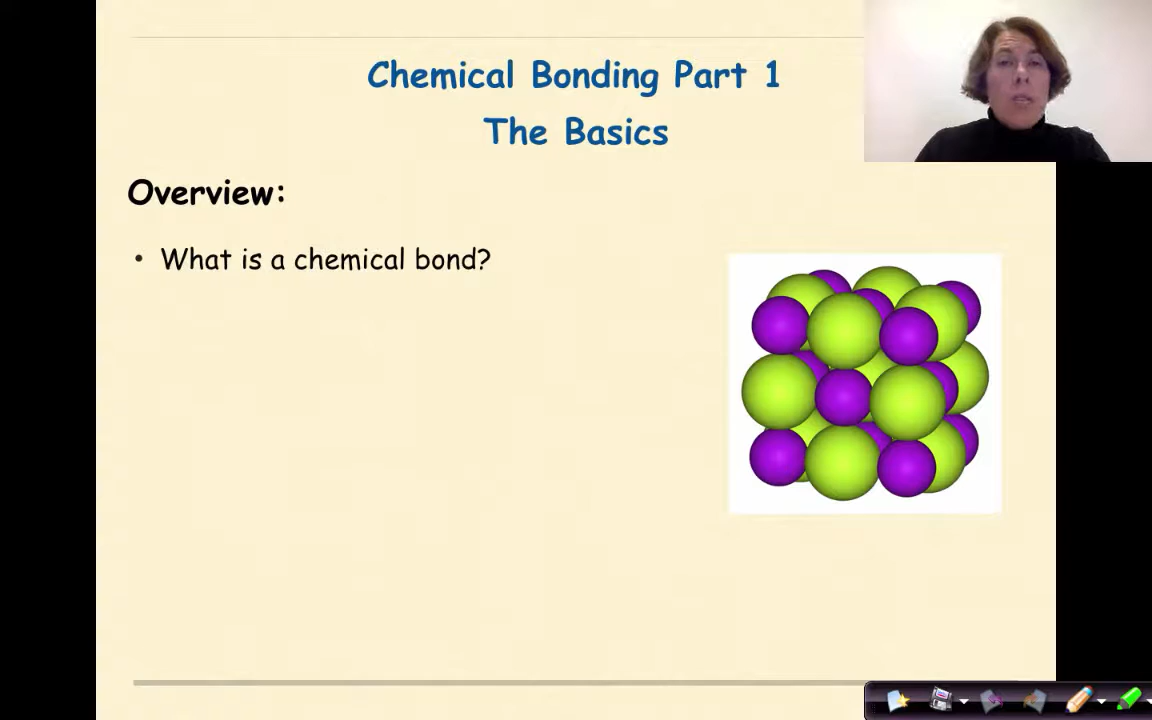 Chemical Bonding Part 1
The Basics
Overview:
• What is a chemical bond?